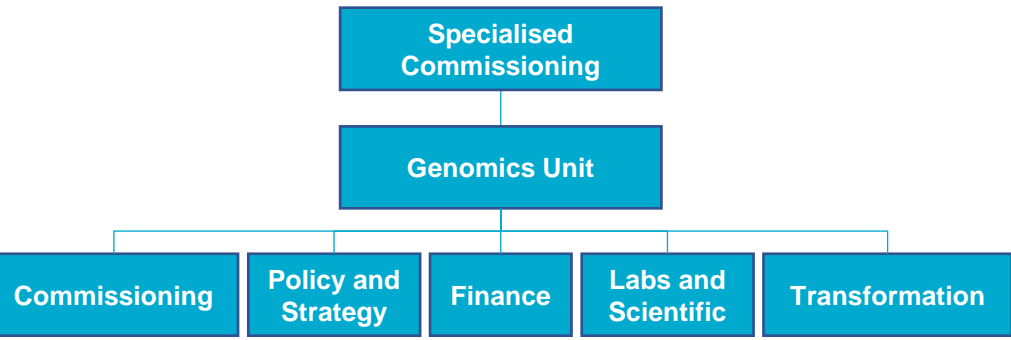 Specialised
Commissioning
Genomics Unit
Commissioning
Policy and
Strategy
Finance
Labs and
Scientific
Transformation